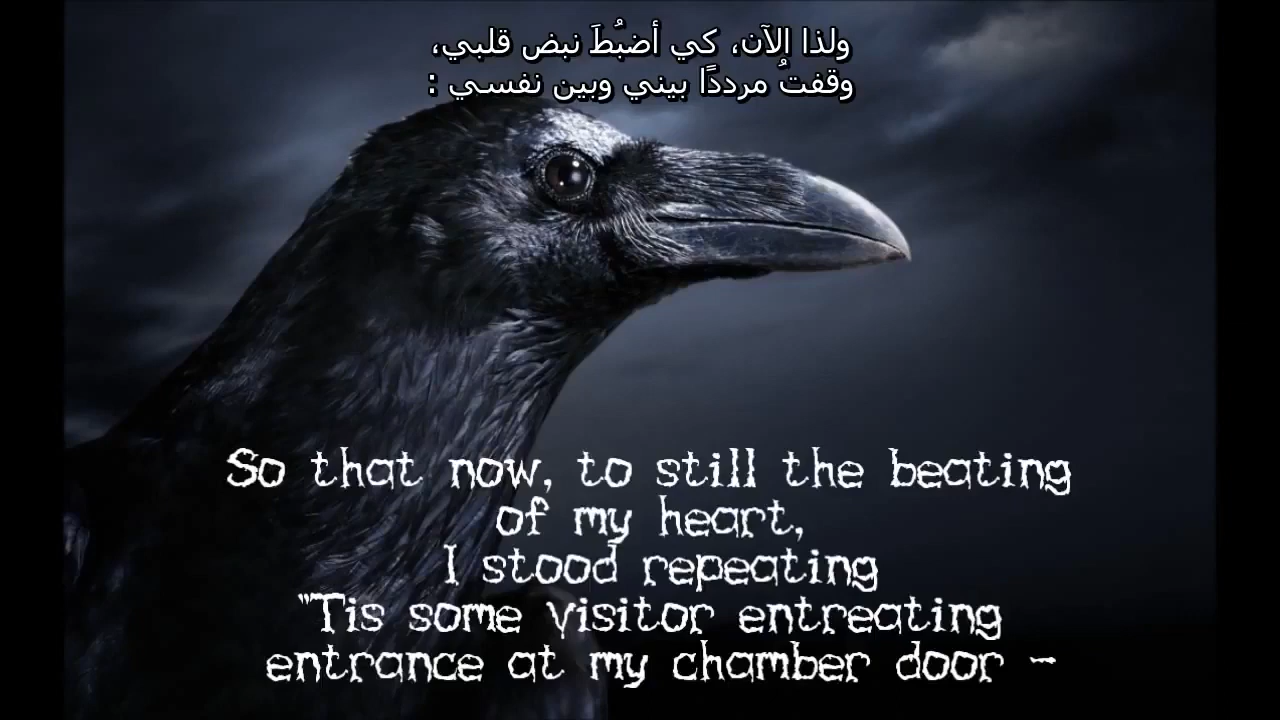 ولذا الآن، كي أضبُطَ نبض قلبي،
وقفتُ مرددًا بيني وبين نفسي :
So that now, to still the beating
of my heart,
I stood repeating
"Tis some visitor entreating
entrance at my chamber door -